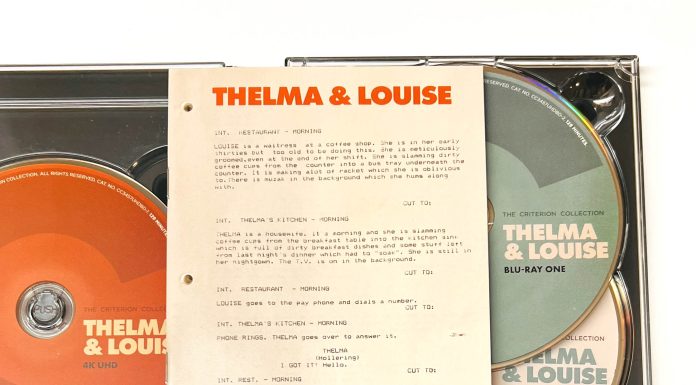 THELMA & LOUISE
INT. RESTAURANT - MORNING
LOUISE is a waitress at a coffee shop. She is in her early
thirties but too old to be doing this. She is meticulously
groomed,even at the end of her shift. She is slamming dirty
coffee cups from the counter into a bus tray underneath the
counter. It is making alot of racket which she is oblivious
to.There is muzak in the background which she hums along
with.
CUT TO:
INT. THELMA'S KITCHEN - MORNING
THELMA is a housewife. It a morning and she is slamming
coffee cups from the breakfast table into the kitchen sink
which is full of dirty breakfast dishes and some stuff left
from last night's dinner which had to "soak". She is still in
her nightgown. The T.V. is on in the background.
CUT TO:
INT. RESTAURANT - MORNING
LOUISE goes to the pay phone and dials a number.
CUT TO:
INT. THELMA'S KITCHEN - MORNING
PHONE RINGS. THELMA goes over to answer it.
THELMA
(Hollering)
I GOT IT! Hello.
CUT TO:
INT. REST. - MORNING
PUSH
THE CRITERION COLLECTION
THELMA
& LOUISE
4K UHD
THE CRITERION COLLECTION
THELMA
& LOUISE
BLU-RAY ONE
COLLECTION
THELMA
& LOUISE